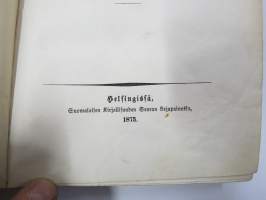 Helsingissä,
Suomalaisen Kirjallisuuden Seuran kirjapainossa,
1875.